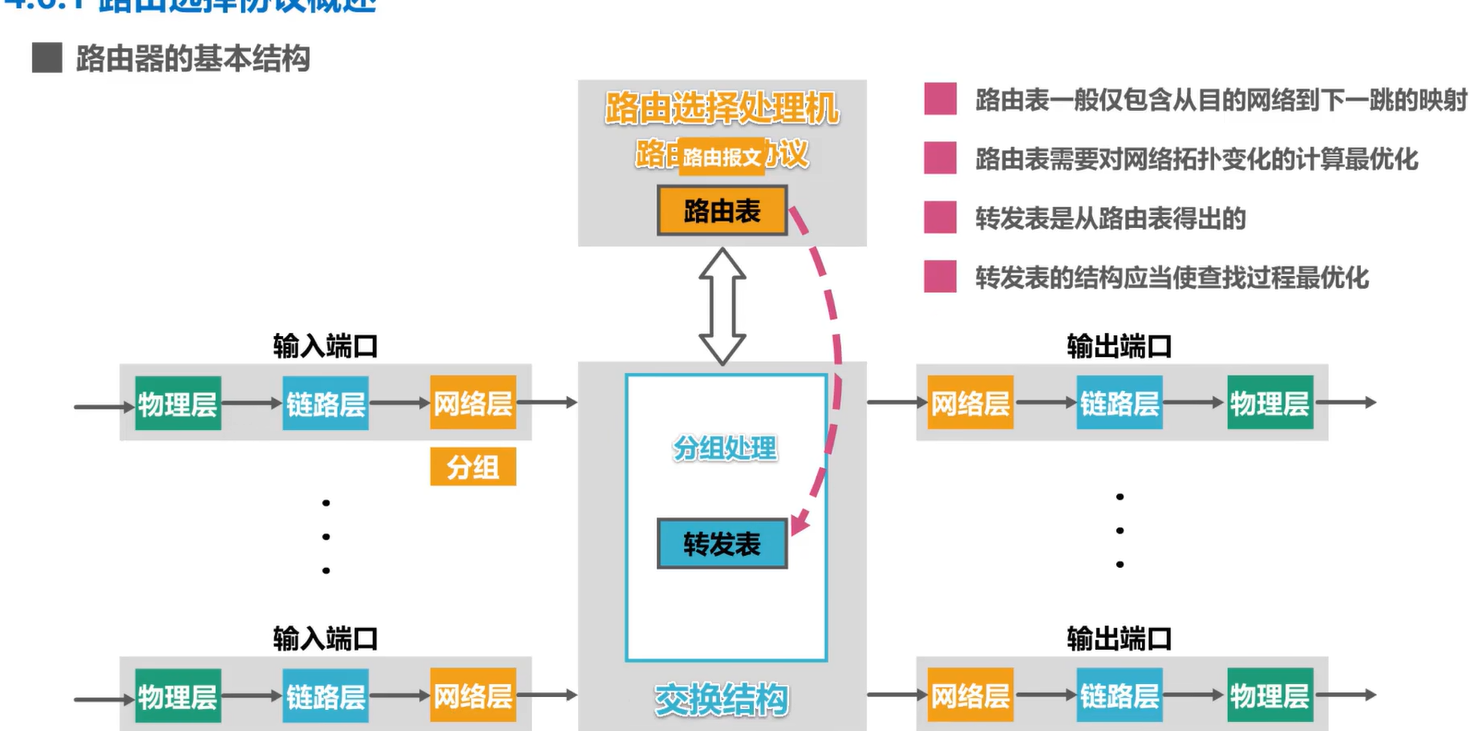 4.6.1 路由选择协议概述
路由器的基本结构
路由选择处理机
路由 协议
路由报文
路由表
路由表一般仅包含从目的网络到下一跳的映射
路由表需要对网络拓扑变化的计算最优化
转发表是从路由表得出的
转发表的结构应当使查找过程最优化
输入端口
物理层 链路层 网络层
分组
分组处理
转发表
交换结构
输出端口
网络层 链路层 物理层
输入端口
物理层 链路层 网络层
输出端口
网络层 链路层 物理层